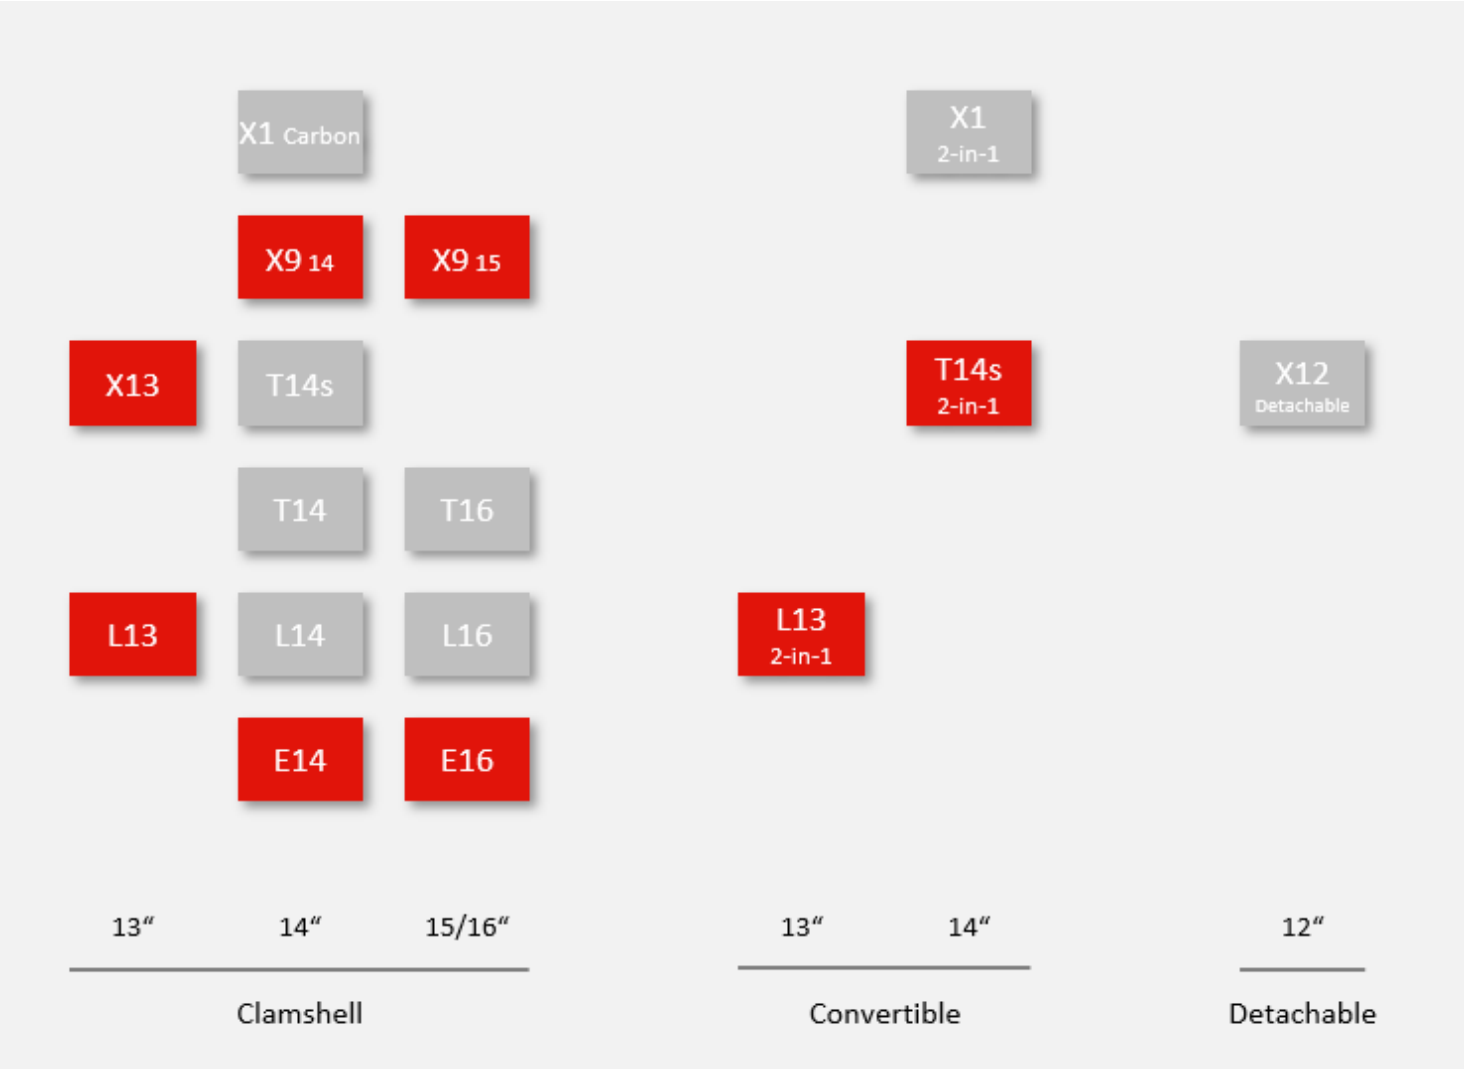 X1 Carbon
X1
2-in-1
X9 14
X9 15
X13
T14s
T14s
2-in-1
X12
Detachable
T14
T16
L13
L14
L16
L13
2-in-1
E14
E16
13“
14“
15/16“
13“
14“
12“
Clamshell
Convertible
Detachable